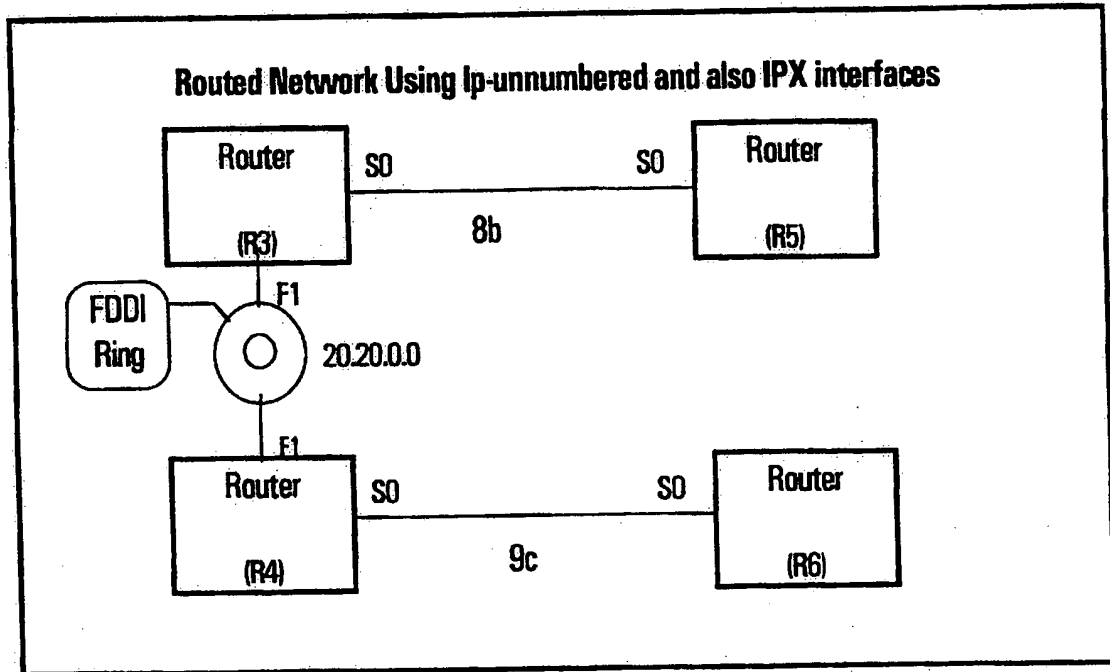 Routed Network Using Ip-unnumbered and also IPX interfaces
Router
(R3)
S0
S0
8b
Router
(R5)
F1
FDDI
Ring
20.20.0.0
F1
Router
(R4)
S0
S0
9c
Router
(R6)